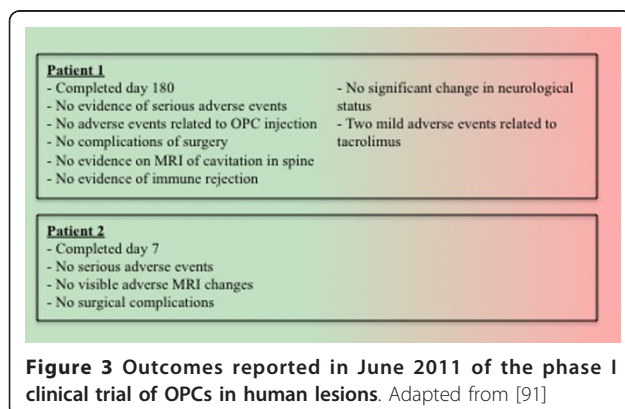 Patient 1
- Completed day 180
- No evidence of serious adverse events
- No adverse events related to OPC injection
- No complications of surgery
- No evidence on MRI of cavitation in spine
- No evidence of immune rejection
- No significant change in neurological
status
- Two mild adverse events related to
tacrolimus
Patient 2
- Completed day 7
- No serious adverse events
- No visible adverse MRI changes
- No surgical complications
Figure 3 Outcomes reported in June 2011 of the phase I
clinical trial of OPCs in human lesions. Adapted from [91]